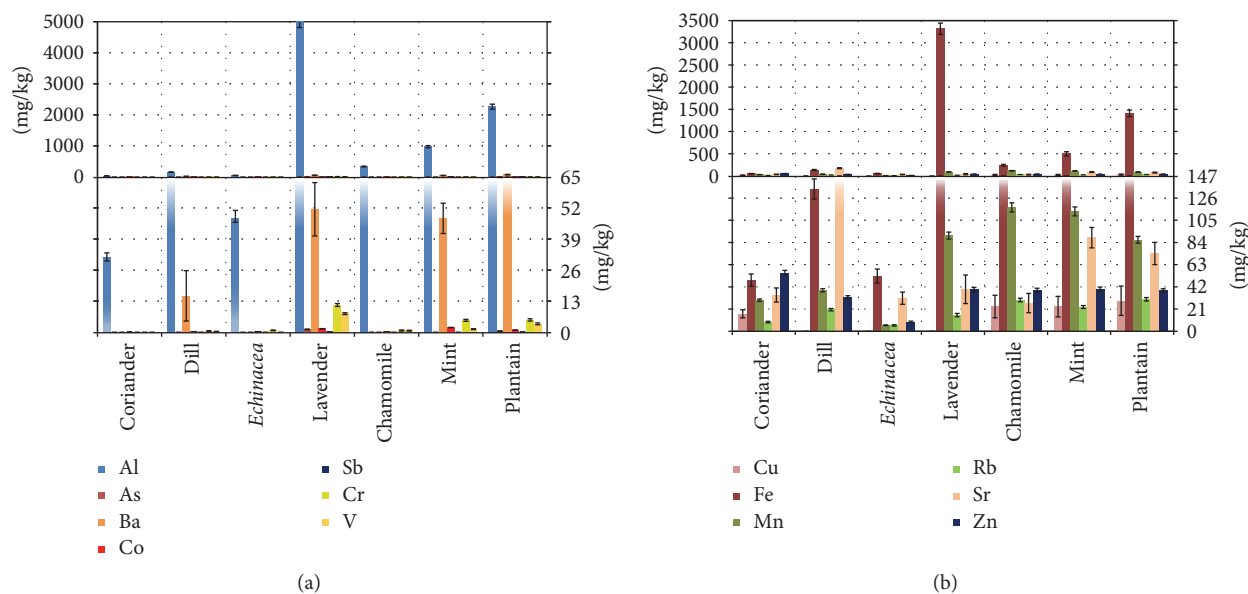 5000
4000
3000
2000
1000
0
(mg/kg)
65
52
39
26
13
0
(mg/kg)
Coriander
Dill
Echinacea
Lavender
Chamomile
Mint
Plantain
Al
As
Ba
Co
Sb
Cr
V
(a)
3500
3000
2500
2000
1500
1000
500
0
(mg/kg)
147
126
105
84
63
42
21
0
(mg/kg)
Coriander
Dill
Echinacea
Lavender
Chamomile
Mint
Plantain
Cu
Fe
Mn
Rb
Sr
Zn
(b)